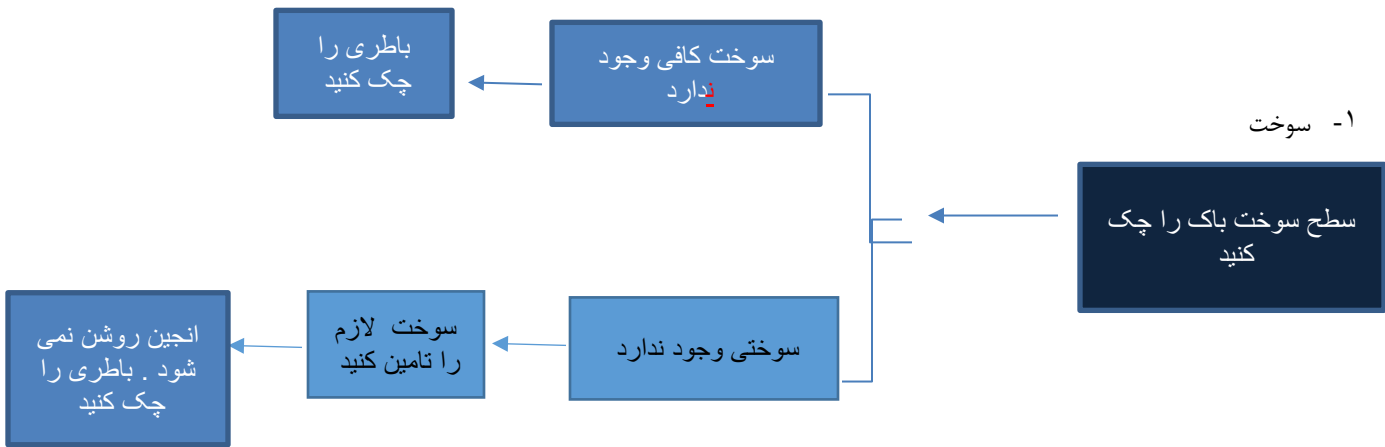 ۱- سوخت
سطح سوخت باک را چک
کنید
سوخت کافی وجود
ندارد
باطری را
چک کنید
سوختی وجود ندارد
سوخت لازم
را تامین کنید
انجین روشن نمی
شود . باطری را
چک کنید